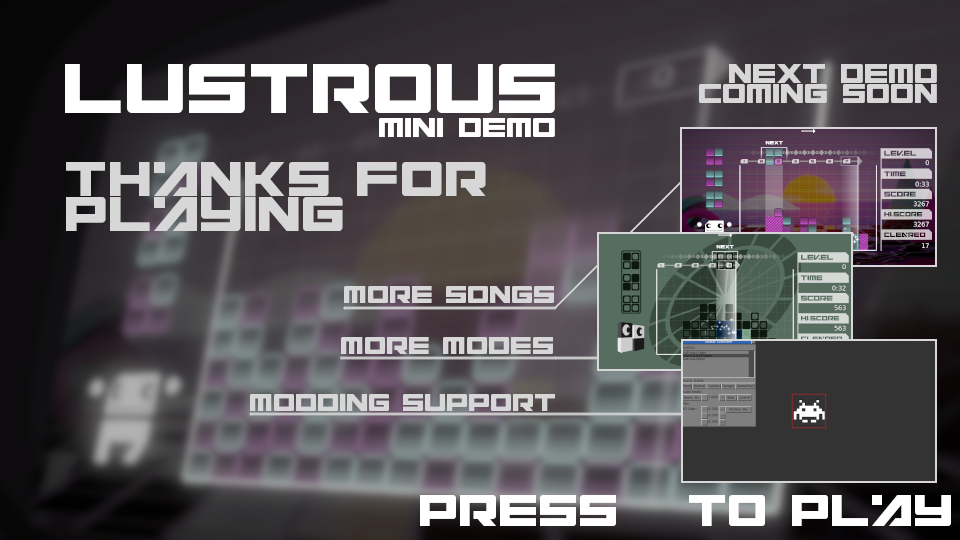 LUSTROUS
MINI DEMO
THANKS FOR
PLAYING
NEXT DEMO
COMING SOON
NEXT
LEVEL
0
TIME
0:33
SCORE
3267
HI SCORE
3267
CLEARED
17
MORE SONGS
NEXT
LEVEL
0
TIME
0:32
SCORE
563
HI SCORE
563
MORE MODES
MODDING SUPPORT
PRESS TO PLAY